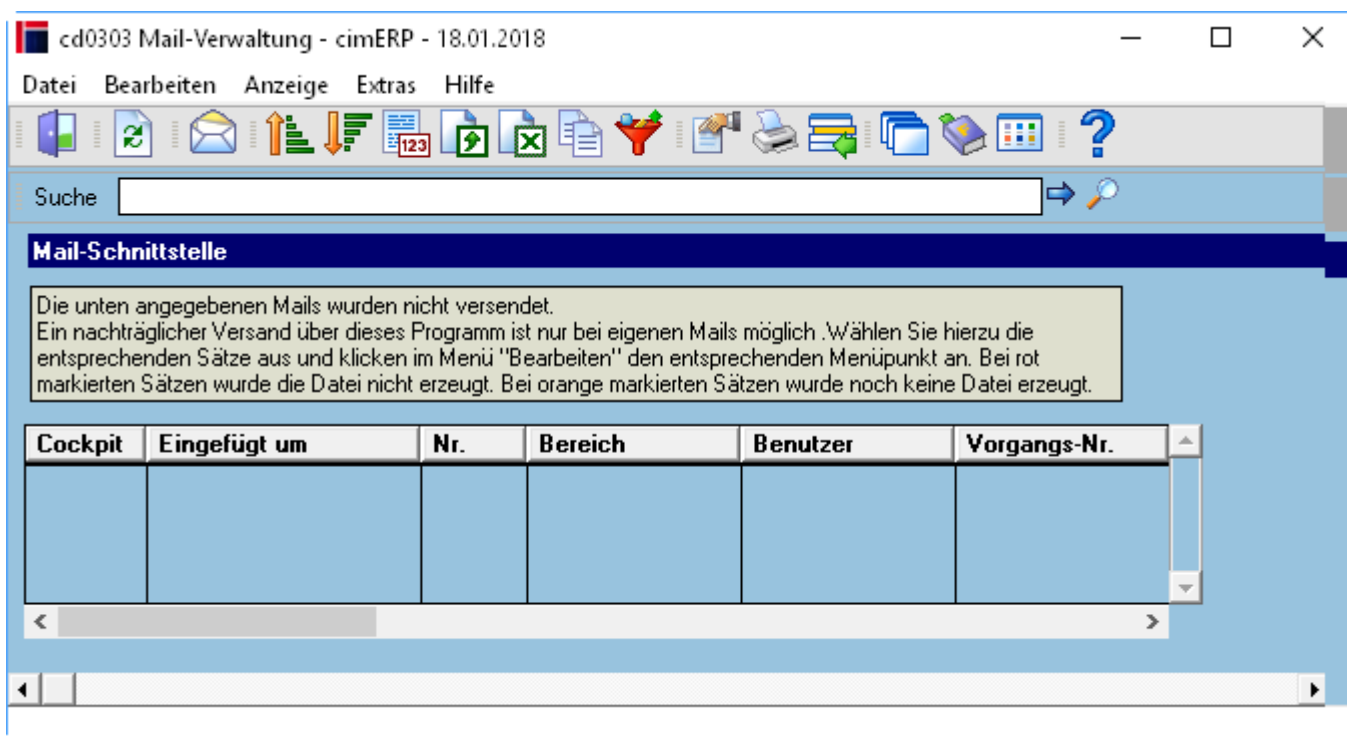 cd0303 Mail-Verwaltung - cimERP - 18.01.2018
Datei Bearbeiten Anzeige Extras Hilfe
123
Suche
Mail-Schnittstelle
Die unten angegebenen Mails wurden nicht versendet.
Ein nachträglicher Versand über dieses Programm ist nur bei eigenen Mails möglich .Wählen Sie hierzu die
entsprechenden Sätze aus und klicken im Menü "Bearbeiten" den entsprechenden Menüpunkt an. Bei rot
markierten Sätzen wurde die Datei nicht erzeugt. Bei orange markierten Sätzen wurde noch keine Datei erzeugt.
Cockpit Eingefügt um Nr. Bereich Benutzer Vorgangs-Nr.